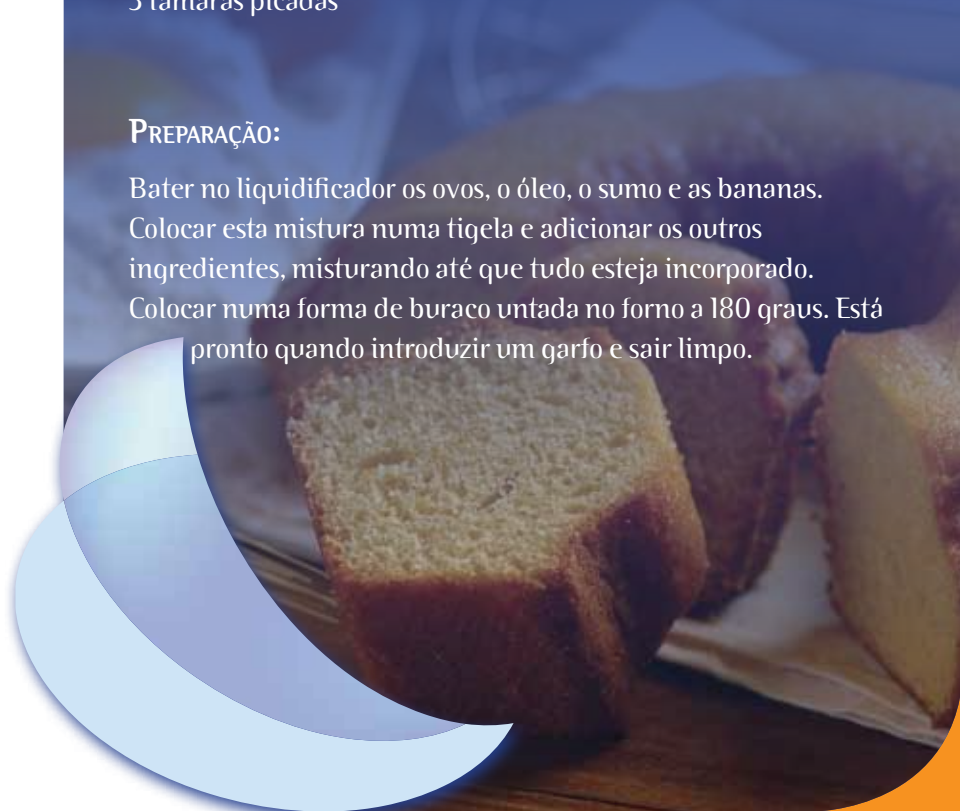 tâmaras picadas
PREPARAÇÃO:
Bater no liquidificador os ovos, o óleo, o sumo e as bananas.
Colocar esta mistura numa tigela e adicionar os outros
ingredientes, misturando até que tudo esteja incorporado.
Colocar numa forma de buraco untada no forno a 180 graus. Está
pronto quando introduzir um garfo e sair limpo.